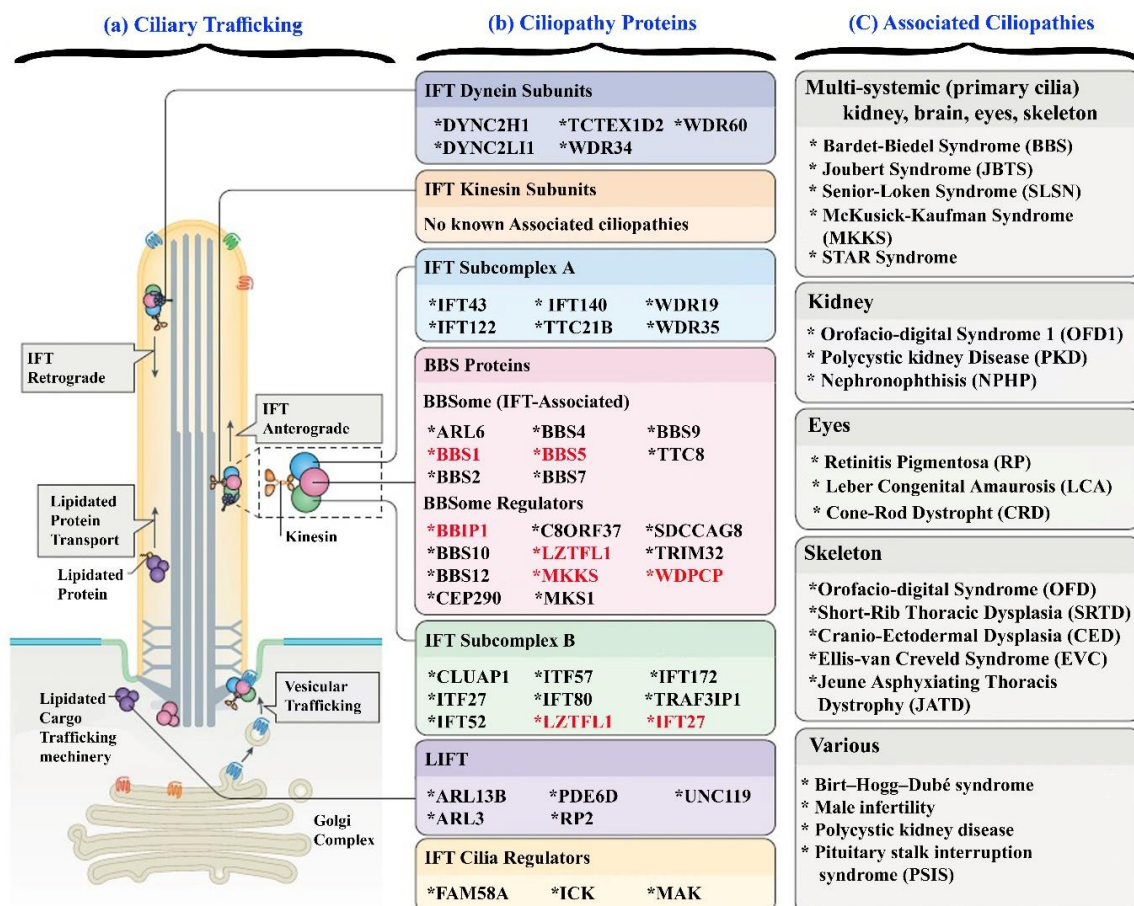 (a) Ciliary Trafficking
IFT
Retrograde
IFT
Anterograde
Lipidated
Protein
Transport
Lipidated
Protein
Kinesin
Lipidated
Cargo
Trafficking
mechinery
Vesicular
Trafficking
Golgi
Complex
(b) Ciliopathy Proteins
IFT Dynein Subunits
*DYNC2H1 *TCTEX1D2 *WDR60
*DYNC2LI1 *WDR34
IFT Kinesin Subunits
No known Associated ciliopathies
IFT Subcomplex A
*IFT43 * IFT140 *WDR19
*IFT122 *TTC21B *WDR35
BBS Proteins
BBSome (IFT-Associated)
*ARL6 *BBS4 *BBS9
*BBS1 *BBS5 *TTC8
*BBS2 *BBS7
BBSome Regulators
*BBIP1 *C8ORF37 *SDCCAG8
*BBS10 *LZTFL1 *TRIM32
*BBS12 *MKKS *WDPCP
*CEP290 *MKS1
IFT Subcomplex B
*CLUAP1 *ITF57 *IFT172
*ITF27 *IFT80 *TRAF3IP1
*IFT52 *LZTFL1 *IFT27
LIFT
*ARL13B *PDE6D *UNC119
*ARL3 *RP2
IFT Cilia Regulators
*FAM58A *ICK *MAK
(C) Associated Ciliopathies
Multi-systemic (primary cilia)
kidney, brain, eyes, skeleton
* Bardet-Biedel Syndrome (BBS)
* Joubert Syndrome (JBTS)
* Senior-Loken Syndrome (SLSN)
* McKusick-Kaufman Syndrome
(MKKS)
* STAR Syndrome
Kidney
* Orofacio-digital Syndrome 1 (OFD1)
* Polycystic kidney Disease (PKD)
* Nephronophthisis (NPHP)
Eyes
* Retinitis Pigmentosa (RP)
* Leber Congenital Amaurosis (LCA)
* Cone-Rod Dystropht (CRD)
Skeleton
*Orofacio-digital Syndrome (OFD)
*Short-Rib Thoracic Dysplasia (SRTD)
*Cranio-Ectodermal Dysplasia (CED)
*Ellis-van Creveld Syndrome (EVC)
*Jeune Asphyxiating Thoracis
Dystrophy (JATD)
Various
* Birt–Hogg–Dubé syndrome
* Male infertility
* Polycystic kidney disease
* Pituitary stalk interruption
syndrome (PSIS)